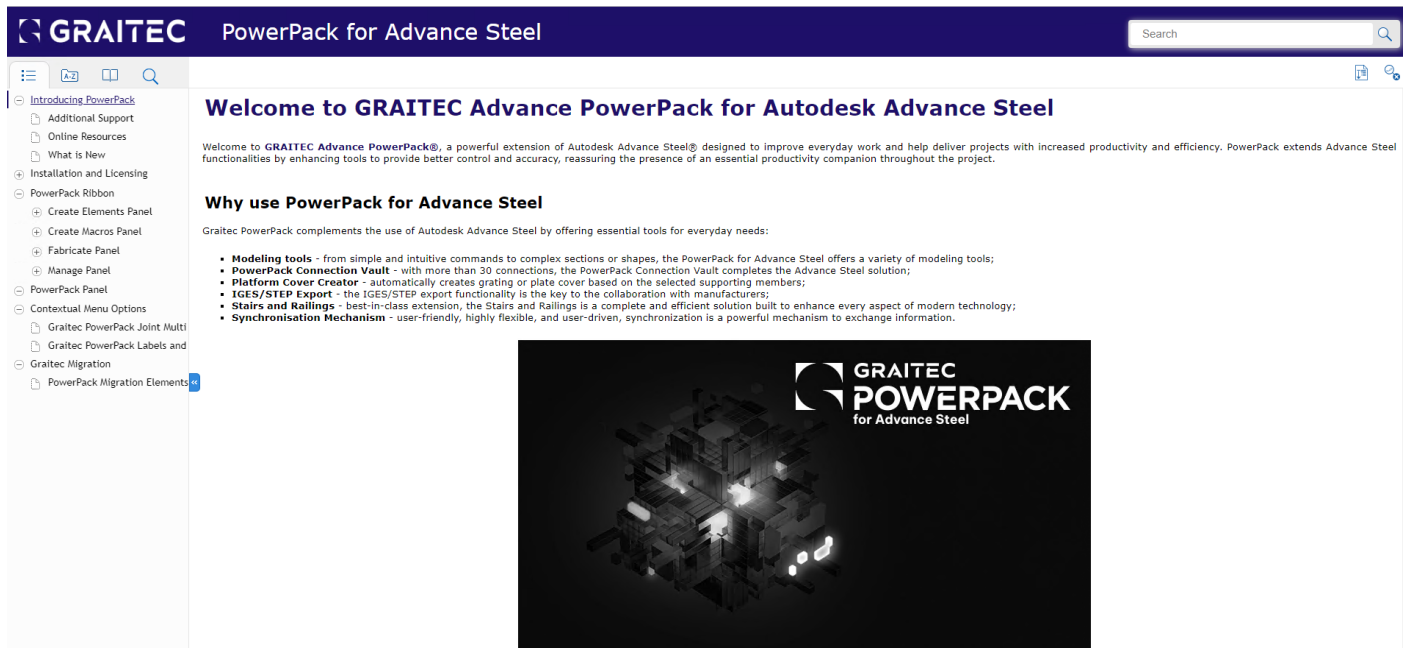 GRAITEC
PowerPack for Advance Steel
Search
A-Z
Introducing PowerPack
Additional Support
Online Resources
What is New
Installation and Licensing
PowerPack Ribbon
Create Elements Panel
Create Macros Panel
Fabricate Panel
Manage Panel
PowerPack Panel
Contextual Menu Options
Graitec PowerPack Joint Multi
Graitec PowerPack Labels and
Graitec Migration
PowerPack Migration Elements
Welcome to GRAITEC Advance PowerPack for Autodesk Advance Steel
Welcome to GRAITEC Advance PowerPack®, a powerful extension of Autodesk Advance Steel® designed to improve everyday work and help deliver projects with increased productivity and efficiency. PowerPack extends Advance Steel
functionalities by enhancing tools to provide better control and accuracy, reassuring the presence of an essential productivity companion throughout the project.
Why use PowerPack for Advance Steel
Graitec PowerPack complements the use of Autodesk Advance Steel by offering essential tools for everyday needs:
▪ Modeling tools - from simple and intuitive commands to complex sections or shapes, the PowerPack for Advance Steel offers a variety of modeling tools;
▪ PowerPack Connection Vault - with more than 30 connections, the PowerPack Connection Vault completes the Advance Steel solution;
▪ Platform Cover Creator - automatically creates grating or plate cover based on the selected supporting members;
▪ IGES/STEP Export - the IGES/STEP export functionality is the key to the collaboration with manufacturers;
▪ Stairs and Railings - best-in-class extension, the Stairs and Railings is a complete and efficient solution built to enhance every aspect of modern technology;
▪ Synchronisation Mechanism - user-friendly, highly flexible, and user-driven, synchronization is a powerful mechanism to exchange information.
GRAITEC
POWERPACK
for Advance Steel